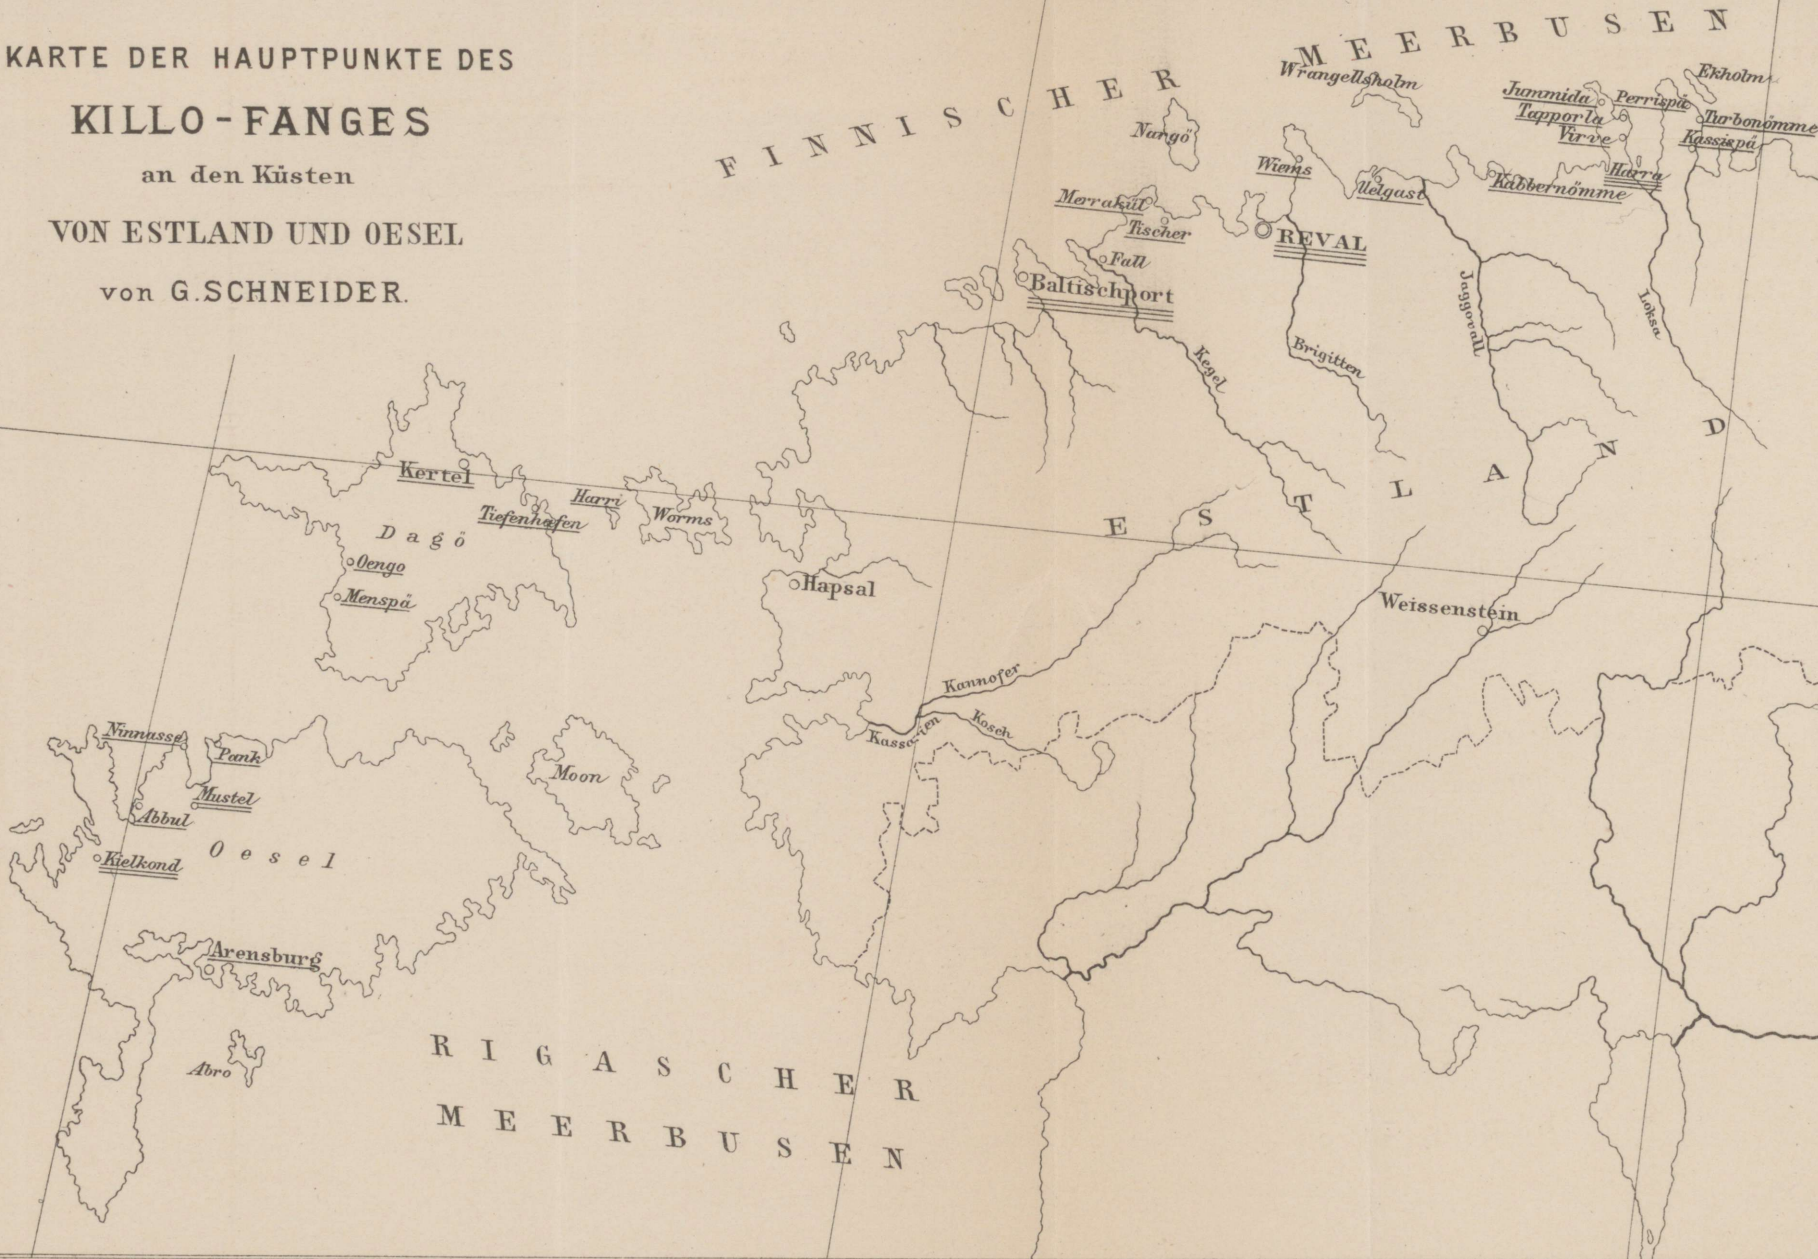 KARTE DER HAUPTPUNKTE DES
KILLO-FANGES
an den Küsten
VON ESTLAND UND OESEL
von G. SCHNEIDER.
FINNISCHER MEERBUSEN
Wrangellsholm
Nargö
Ekholm
Jummida
Perrispä
Tapporla
Turbonömme
Virve
Kassispä
Wiems
Harra
Uelgast
Kabbernömme
Merrakül
Tischer
REVAL
Fall
Baltischport
Jaggovall
Loksa
Kegel
Brigitten
ESTLAND
Kertel
Harri
Tiefenhafen
Worms
Dagö
Oengo
Menspä
Hapsal
Weissenstein
Kannofer
Kosch
Kassarien
Ninnasse
Pank
Moon
Mustel
Abbul
Oesel
Kielkond
Arensburg
Abro
RIGASCHER
MEERBUSEN